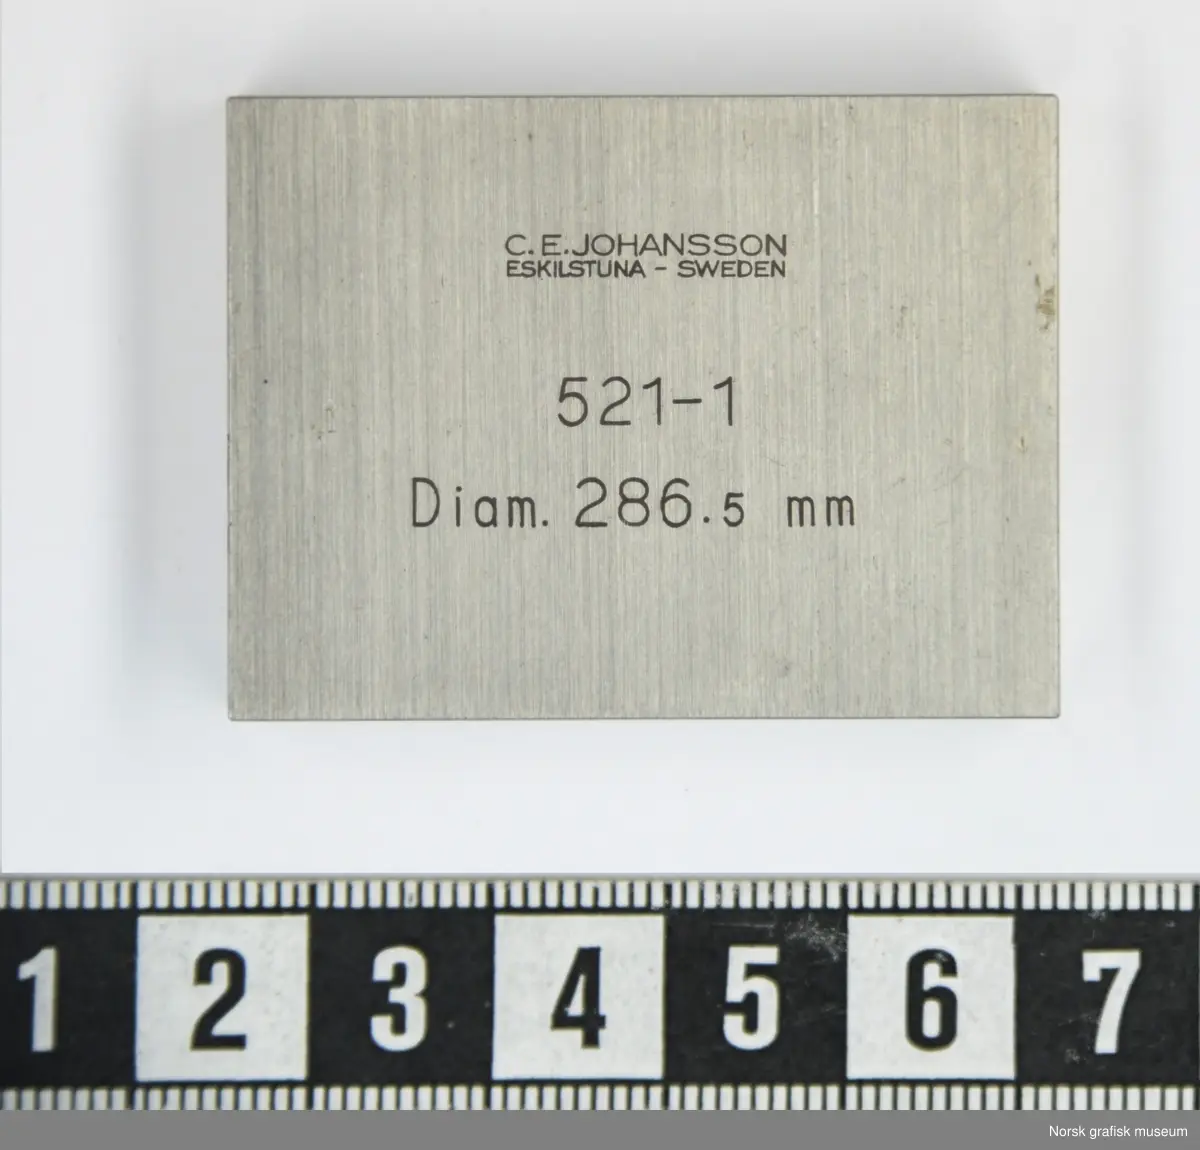 C. E. JOHANSSON
ESKILSTUNA - SWEDEN
521-1
Diam. 286.5 mm
1 2 3 4 5 6 7
Norsk grafisk museum